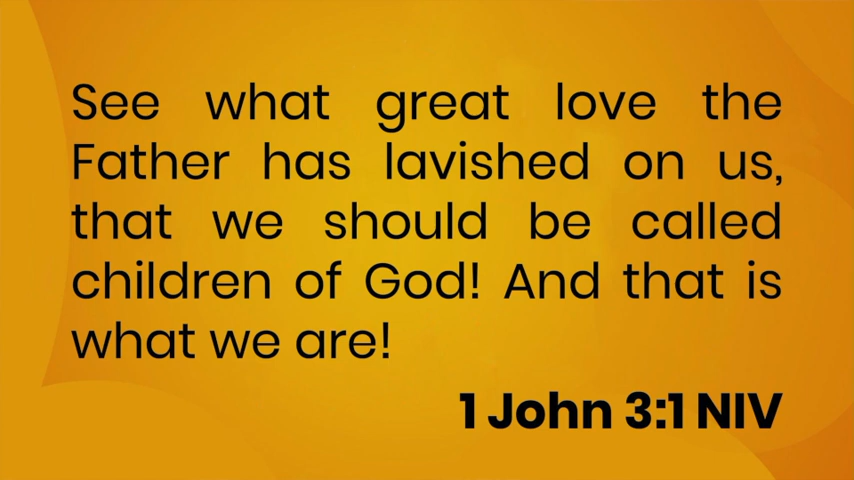 See what great love the
Father has lavished on us,
that we should be called
children of God! And that is
what we are!
1 John 3:1 NIV